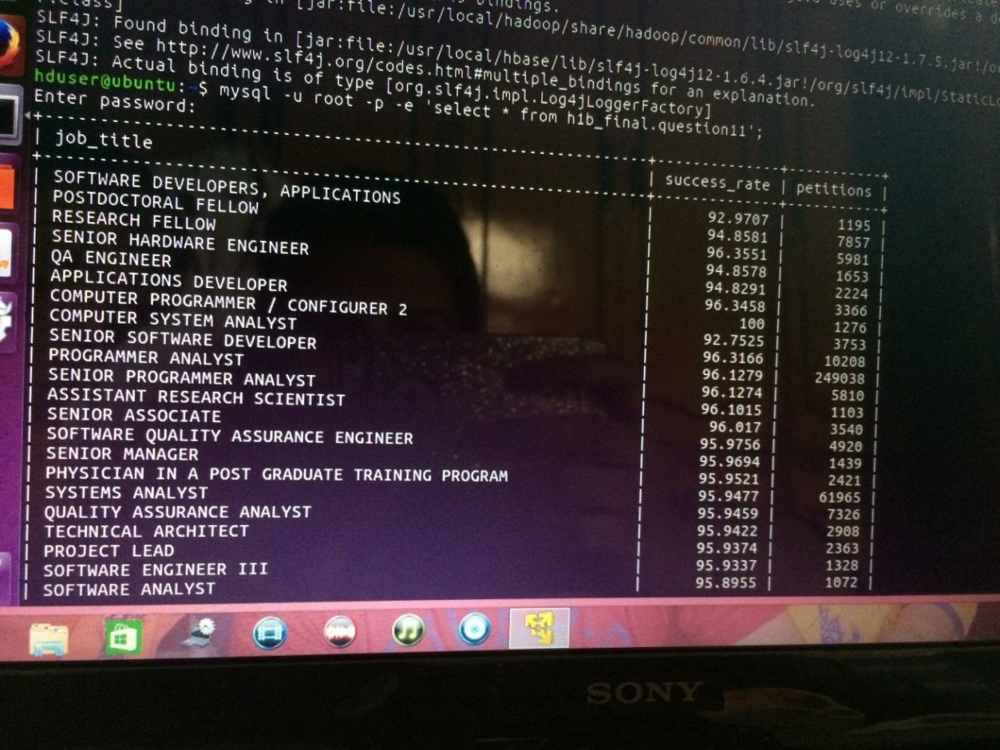 .class]
in [jar:file:/usr/local/hadoop/share/hadoop/common/lib/slf4j-log4j12-1.7.5.jar!/or
SLF4J: Found binding in [jar:file:/usr/local/hbase/lib/slf4j-log4j12-1.6.4.jar!/org/slf4j/impl/StaticLo
SLF4J: See http://www.slf4j.org/codes.html#multiple_bindings for an explanation.
SLF4J: Actual binding is of type [org.slf4j.impl.Log4jLoggerFactory]
hduser@ubuntu:~$ mysql -u root -p -e 'select * from h1b_final.question11';
Enter password:
| job_title | success_rate | petitions |
| SOFTWARE DEVELOPERS, APPLICATIONS | 92.9707 | 1195 |
| POSTDOCTORAL FELLOW | 94.8581 | 7857 |
| RESEARCH FELLOW | 96.3551 | 5981 |
| SENIOR HARDWARE ENGINEER | 94.8578 | 1653 |
| QA ENGINEER | 94.8291 | 2224 |
| APPLICATIONS DEVELOPER | 96.3458 | 3366 |
| COMPUTER PROGRAMMER / CONFIGURER 2 | 100 | 1276 |
| COMPUTER SYSTEM ANALYST | 92.7525 | 3753 |
| SENIOR SOFTWARE DEVELOPER | 96.3166 | 10208 |
| PROGRAMMER ANALYST | 96.1279 | 249038 |
| SENIOR PROGRAMMER ANALYST | 96.1274 | 5810 |
| ASSISTANT RESEARCH SCIENTIST | 96.1015 | 1103 |
| SENIOR ASSOCIATE | 96.017 | 3540 |
| SOFTWARE QUALITY ASSURANCE ENGINEER | 95.9756 | 4920 |
| SENIOR MANAGER | 95.9694 | 1439 |
| PHYSICIAN IN A POST GRADUATE TRAINING PROGRAM | 95.9521 | 2421 |
| SYSTEMS ANALYST | 95.9477 | 61965 |
| QUALITY ASSURANCE ANALYST | 95.9459 | 7326 |
| TECHNICAL ARCHITECT | 95.9422 | 2908 |
| PROJECT LEAD | 95.9374 | 2363 |
| SOFTWARE ENGINEER III | 95.9337 | 1328 |
| SOFTWARE ANALYST | 95.8955 | 1072 |
SONY